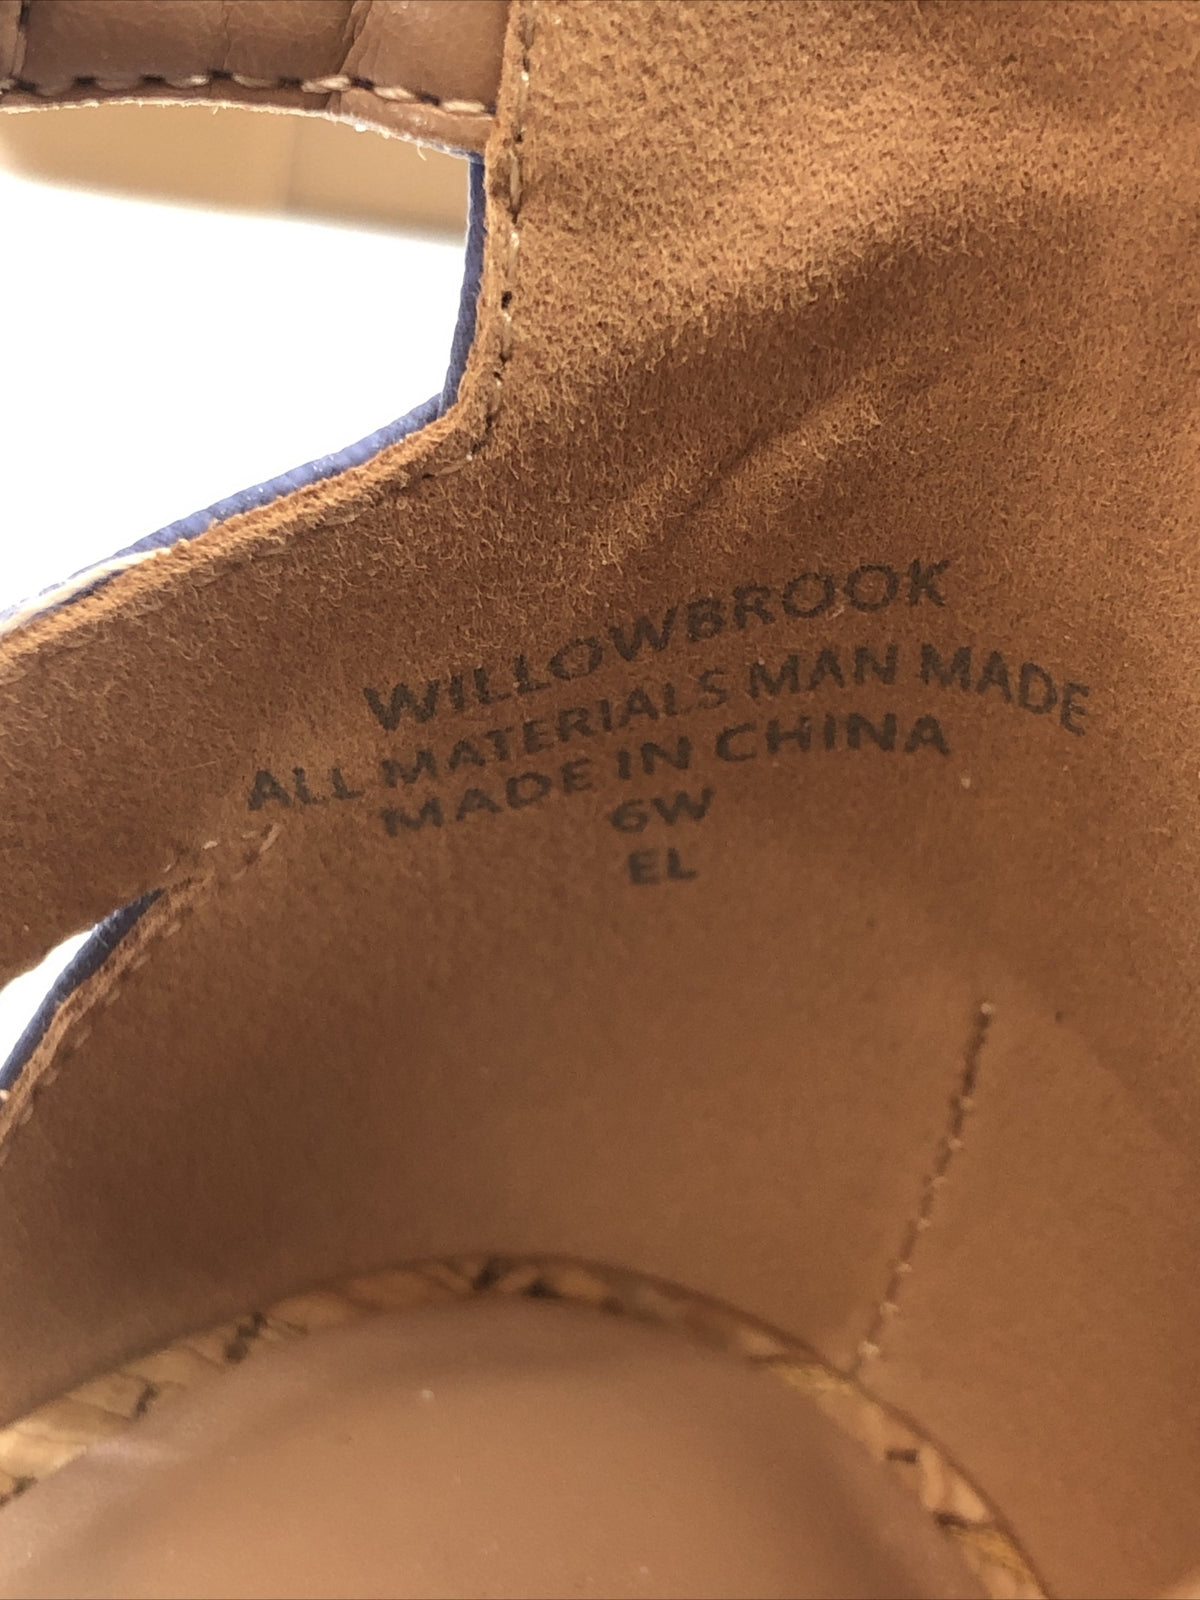 WILLOWBROOK
ALL MATERIALS MAN MADE
MADE IN CHINA
6W
EL